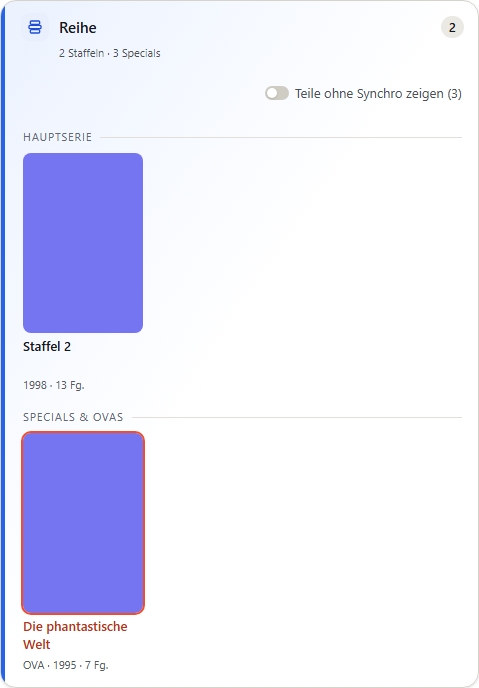 Reihe
2
2 Staffeln · 3 Specials
Teile ohne Synchro zeigen (3)
HAUPTSERIE
Staffel 2
1998 · 13 Fg.
SPECIALS & OVAS
Die phantastische
Welt
OVA · 1995 · 7 Fg.